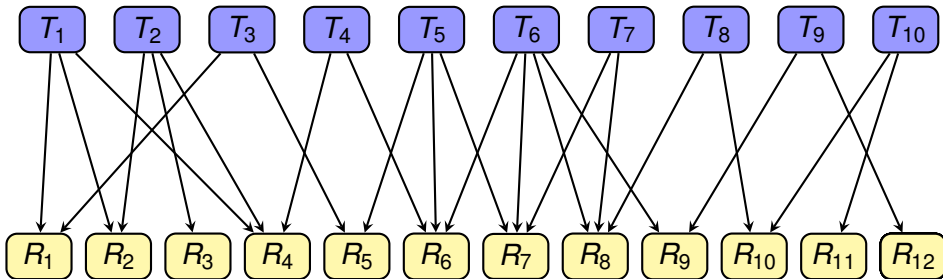 T₁ T₂ T₃ T₄ T₅ T₆ T₇ T₈ T₉ T₁₀
R₁ R₂ R₃ R₄ R₅ R₆ R₇ R₈ R₉ R₁₀ R₁₁ R₁₂